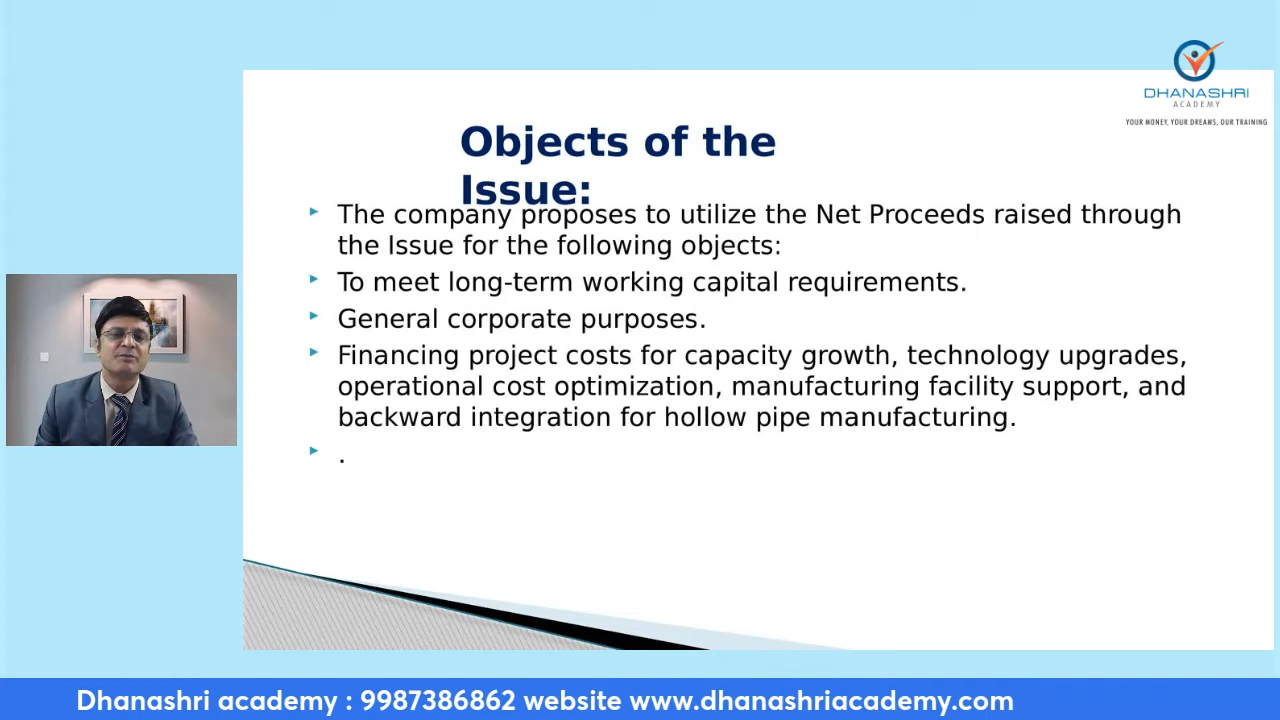 DHANASHRI
ACADEMY
YOUR MONEY, YOUR DREAMS, OUR TRAINING
Objects of the
Issue:
The company proposes to utilize the Net Proceeds raised through
the Issue for the following objects:
To meet long-term working capital requirements.
General corporate purposes.
Financing project costs for capacity growth, technology upgrades,
operational cost optimization, manufacturing facility support, and
backward integration for hollow pipe manufacturing.
.
Dhanashri academy : 9987386862 website www.dhanashriacademy.com